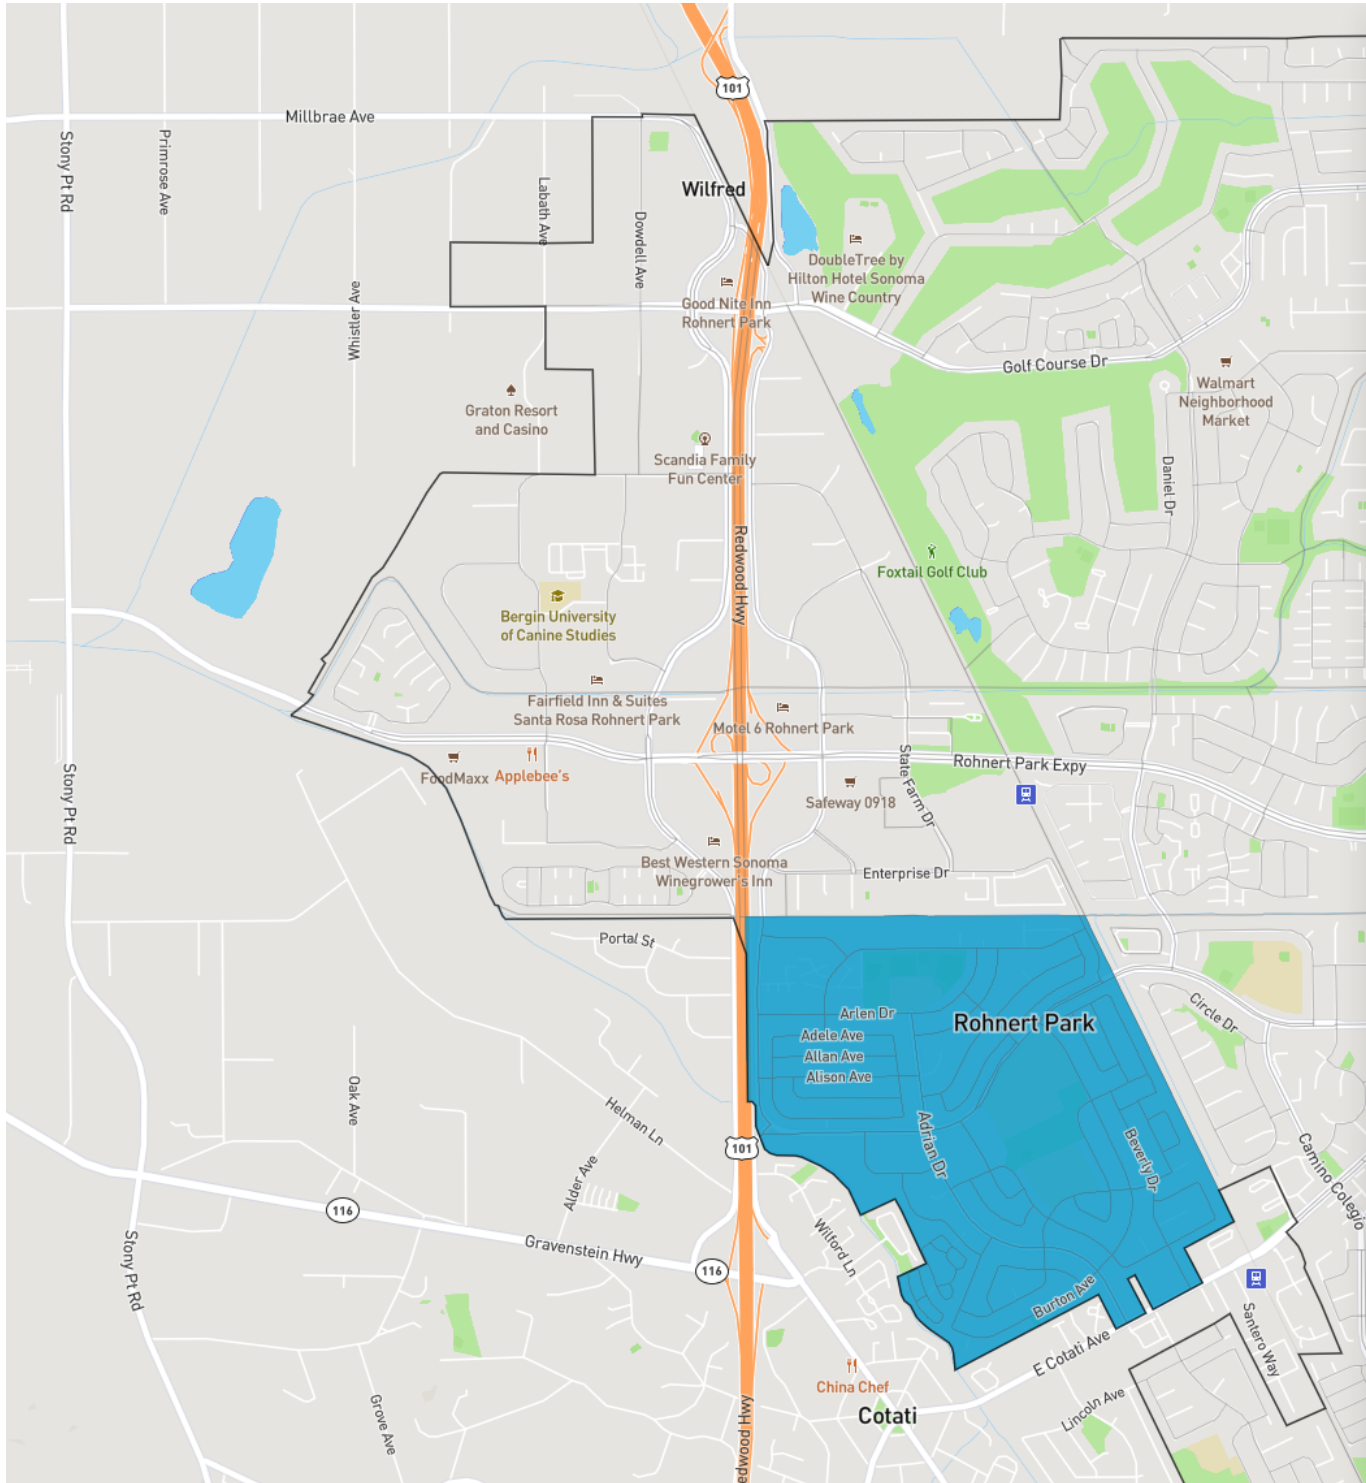 101
Millbrae Ave
Stony Pt Rd
Primrose Ave
Labath Ave
Wilfred
Dowdell Ave
DoubleTree by
Hilton Hotel Sonoma
Wine Country
Whistler Ave
Good Nite Inn
Rohnert Park
Golf Course Dr
Walmart
Neighborhood
Market
Graton Resort
and Casino
Scandia Family
Fun Center
Daniel Dr
Redwood Hwy
Foxtail Golf Club
Bergin University
of Canine Studies
Fairfield Inn & Suites
Santa Rosa Rohnert Park
Motel 6 Rohnert Park
State Farm Dr
Rohnert Park Expy
FoodMaxx
Applebee's
Stony Pt Rd
Safeway 0918
Best Western Sonoma
Winegrower's Inn
Enterprise Dr
Portal St
Arlen Dr
Rohnert Park
Circle Dr
Adele Ave
Allan Ave
Alison Ave
Oak Ave
Helman Ln
Adrian Dr
Beverly Dr
101
Camino Colegio
Alder Ave
116
Wilford Ln
Gravenstein Hwy
116
Stony Pt Rd
Burton Ave
E Cotati Ave
Santero Way
China Chef
Cotati
Lincoln Ave
Grove Ave
edwood Hwy